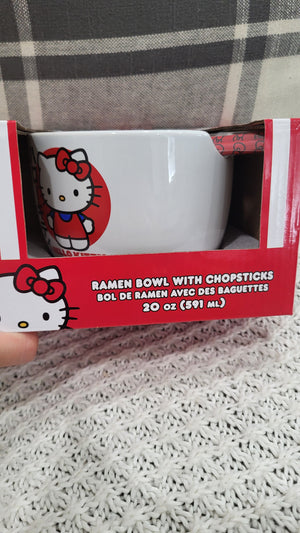 RAMEN BOWL WITH CHOPSTICKS
BOL DE RAMEN AVEC DES BAGUETTES
20 OZ (591 ML)